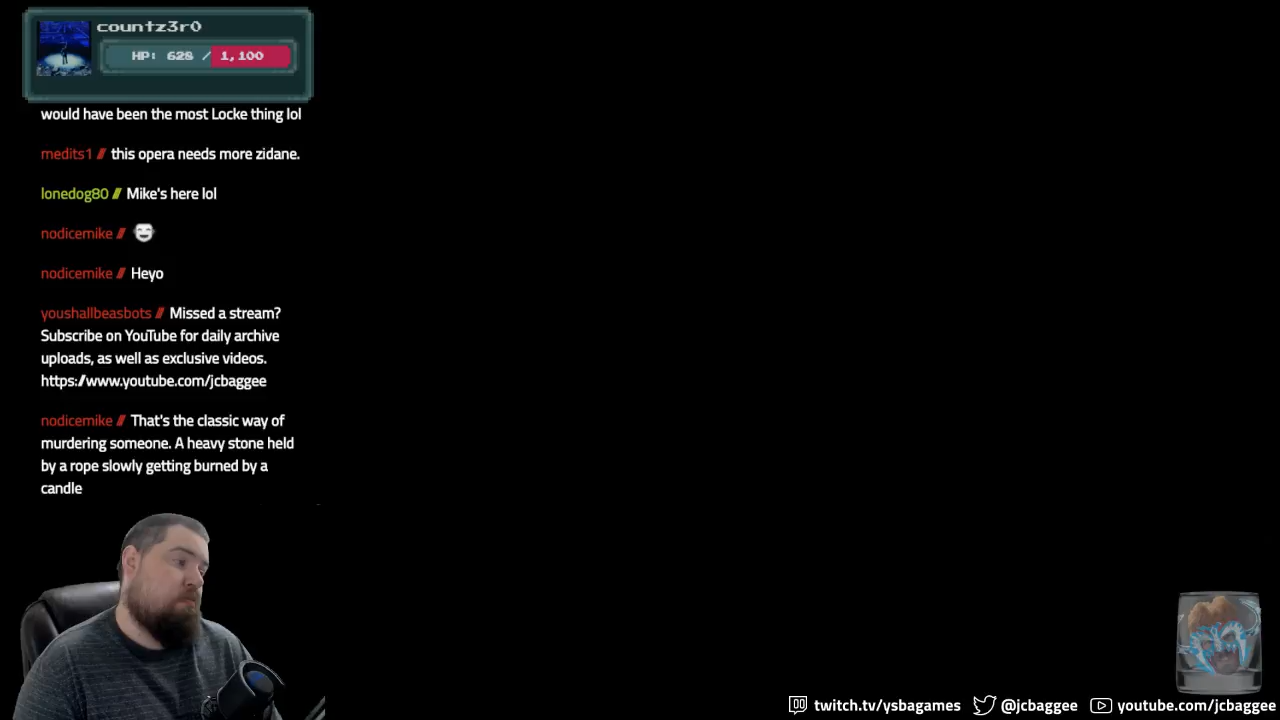 countz3r0
HP: 628 / 1,100
would have been the most Locke thing lol
medits1 // this opera needs more zidane.
lonedog80 // Mike's here lol
nodicemike //
nodicemike // Heyo
youshallbeasbots // Missed a stream?
Subscribe on YouTube for daily archive
uploads, as well as exclusive videos.
https://www.youtube.com/jcbaggee
nodicemike // That's the classic way of
murdering someone. A heavy stone held
by a rope slowly getting burned by a
candle
twitch.tv/ysbagames @jcbaggee youtube.com/jcbaggee